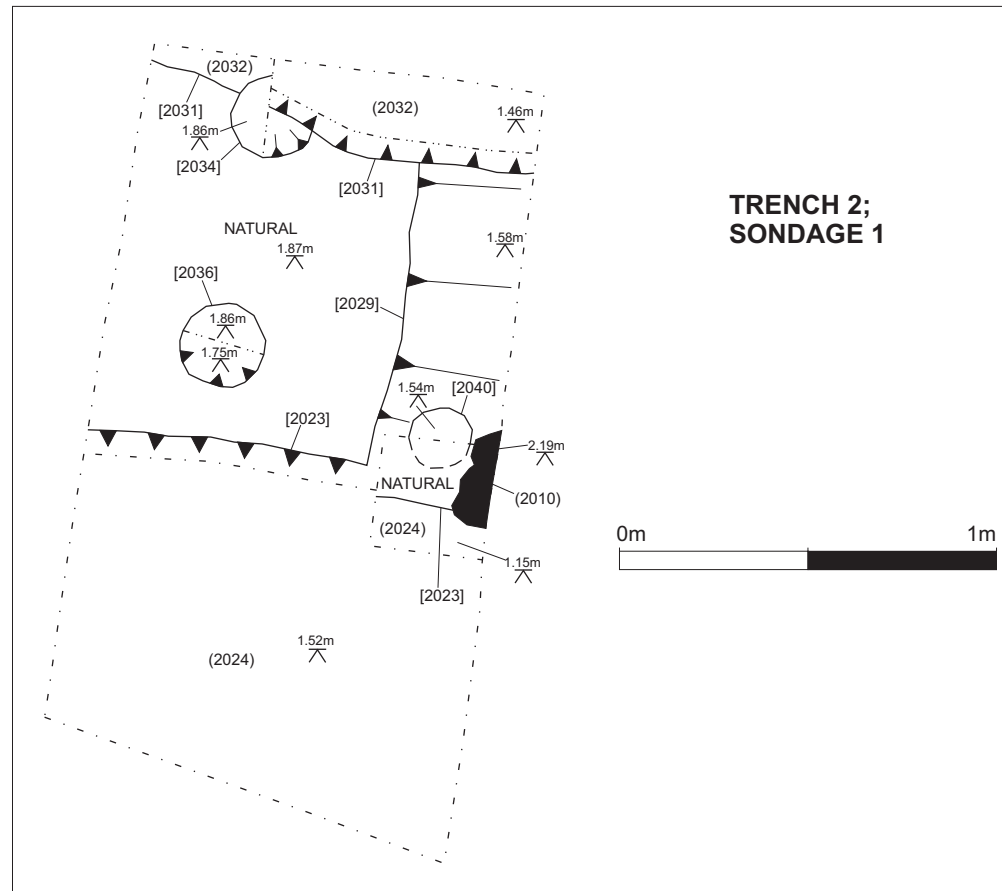 (2032)
(2032)
[2031]
1.46m
1.86m
[2034]
[2031]
TRENCH 2;
SONDAGE 1
NATURAL
1.58m
1.87m
[2036]
[2029]
1.86m
1.75m
1.54m
[2040]
[2023]
2.19m
NATURAL
(2010)
(2024)
0m
1m
1.15m
[2023]
1.52m
(2024)